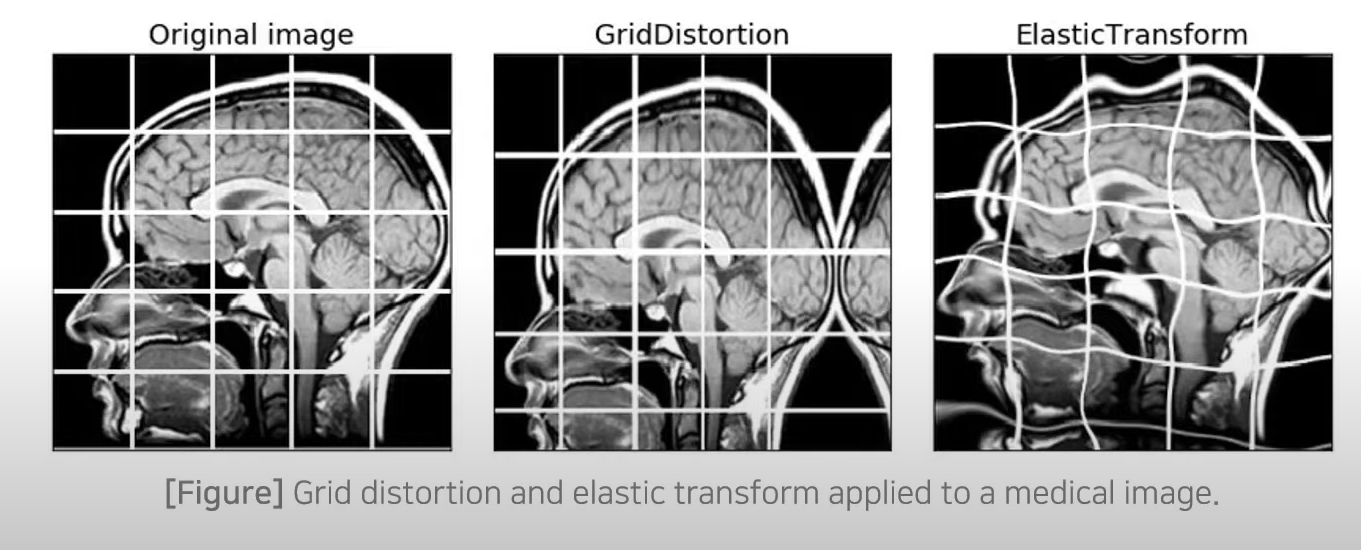 Original image
GridDistortion
ElasticTransform
[Figure] Grid distortion and elastic transform applied to a medical image.